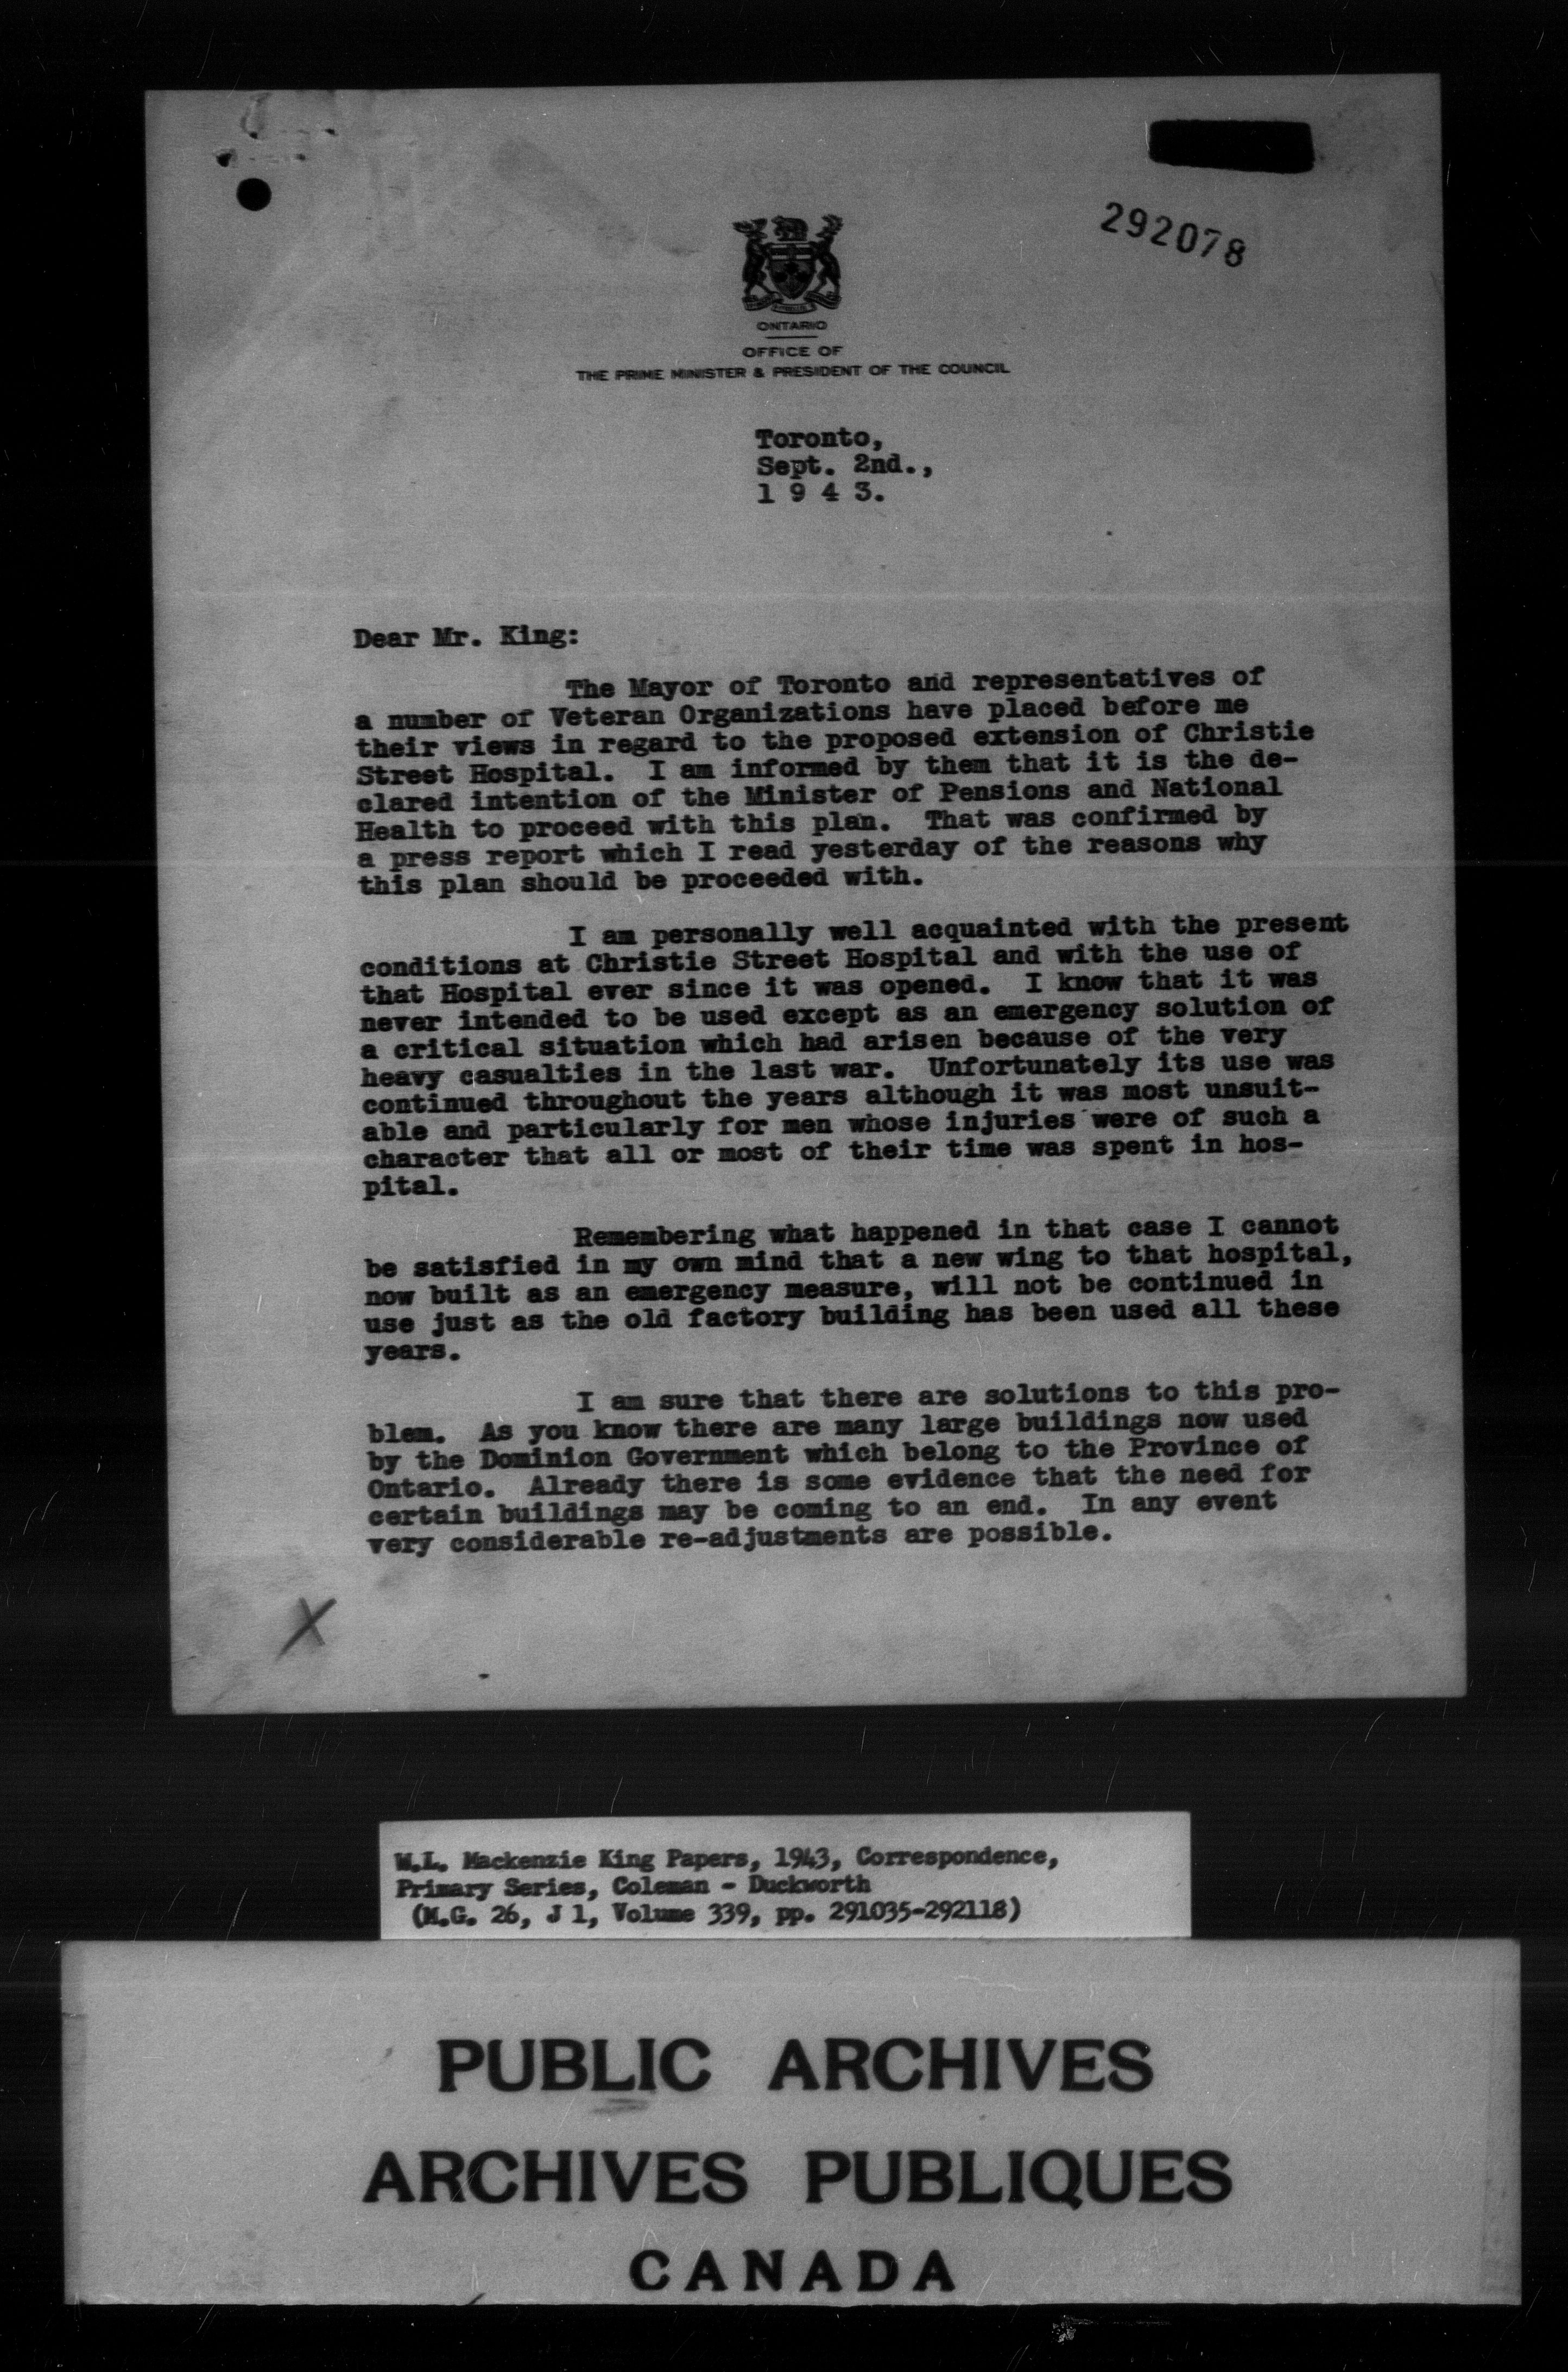 292078
ONTARIO
OFFICE OF
THE PRIME MINISTER & PRESIDENT OF THE COUNCIL
Toronto,
Sept. 2nd.,
1 9 4 3.
Dear Mr. King:
The Mayor of Toronto and representatives of
a number of Veteran Organizations have placed before me
their views in regard to the proposed extension of Christie
Street Hospital. I am informed by them that it is the de-
clared intention of the Minister of Pensions and National
Health to proceed with this plan. That was confirmed by
a press report which I read yesterday of the reasons why
this plan should be proceeded with.
I am personally well acquainted with the present
conditions at Christie Street Hospital and with the use of
that Hospital ever since it was opened. I know that it was
never intended to be used except as an emergency solution of
a critical situation which had arisen because of the very
heavy casualties in the last war. Unfortunately its use was
continued throughout the years although it was most unsuit-
able and particularly for men whose injuries were of such a
character that all or most of their time was spent in hos-
pital.
Remembering what happened in that case I cannot
be satisfied in my own mind that a new wing to that hospital,
now built as an emergency measure, will not be continued in
use just as the old factory building has been used all these
years.
I am sure that there are solutions to this pro-
blem. As you know there are many large buildings now used
by the Dominion Government which belong to the Province of
Ontario. Already there is some evidence that the need for
certain buildings may be coming to an end. In any event
very considerable re-adjustments are possible.
X
W.L. Mackenzie King Papers, 1943, Correspondence,
Primary Series, Coleman - Duckworth
(M.G. 26, J 1, Volume 339, pp. 291035-292118)
PUBLIC ARCHIVES
ARCHIVES PUBLIQUES
CANADA